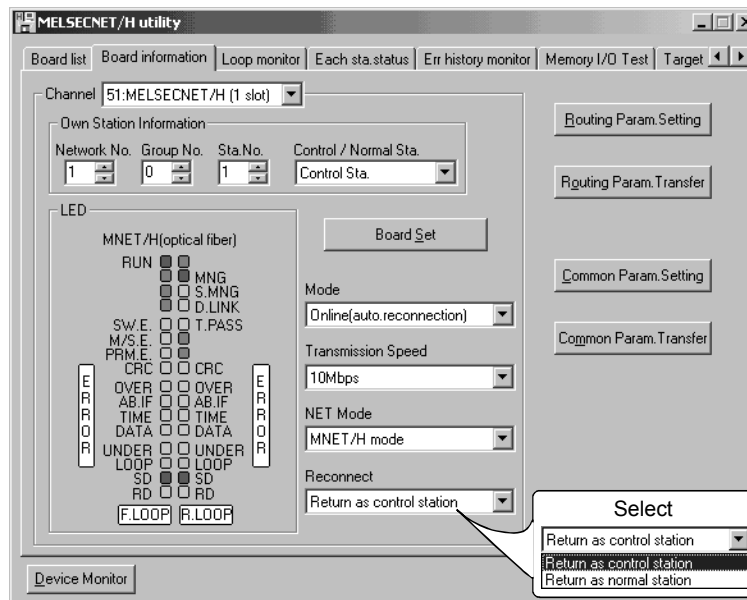 MELSECNET/H utility
Board list Board information Loop monitor Each sta.status Err history monitor Memory I/O Test Target
Channel 51:MELSECNET/H (1 slot)
Own Station Information
Network No. Group No. Sta.No. Control / Normal Sta.
1 0 1 Control Sta.
Routing Param.Setting
Routing Param.Transfer
Common Param.Setting
Common Param.Transfer
LED
MNET/H(optical fiber)
RUN
MNG
S.MNG
D.LINK
SW.E. T.PASS
M/S.E.
PRM.E.
CRC CRC
OVER OVER
AB.IF AB.IF
TIME TIME
DATA DATA
UNDER UNDER
LOOP LOOP
SD SD
RD RD
ERROR
ERROR
F.LOOP R.LOOP
Board Set
Mode
Online(auto.reconnection)
Transmission Speed
10Mbps
NET Mode
MNET/H mode
Reconnect
Return as control station
Select
Return as control station
Return as control station
Return as normal station
Device Monitor